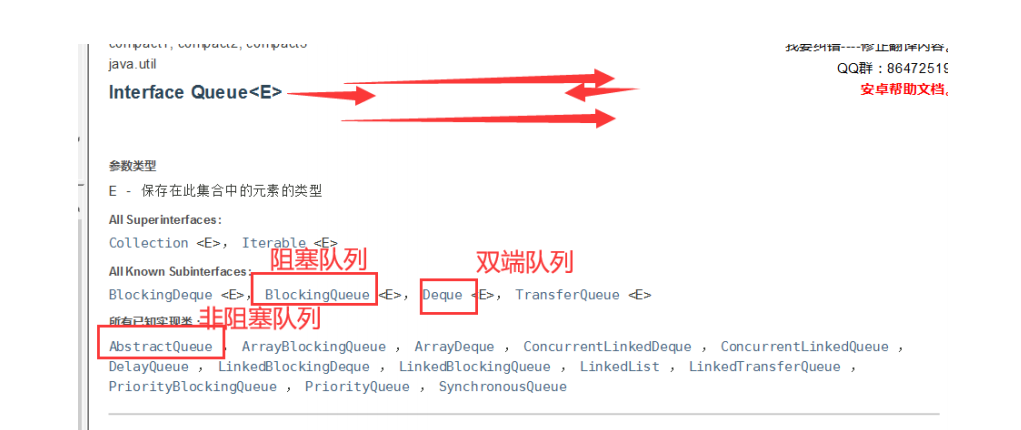 compact1, compact2, compact3
我要纠错----修正翻译内容。
java.util
QQ群：86472519
Interface Queue<E>
安卓帮助文档。
参数类型
E - 保存在此集合中的元素的类型
All Superinterfaces:
Collection <E>， Iterable <E>
阻塞队列
双端队列
All Known Subinterfaces:
BlockingDeque <E>， BlockingQueue <E>， Deque <E>， TransferQueue <E>
所有已知实现类：
非阻塞队列
AbstractQueue ， ArrayBlockingQueue ， ArrayDeque ， ConcurrentLinkedDeque ， ConcurrentLinkedQueue ，
DelayQueue ， LinkedBlockingDeque ， LinkedBlockingQueue ， LinkedList ， LinkedTransferQueue ，
PriorityBlockingQueue ， PriorityQueue ， SynchronousQueue